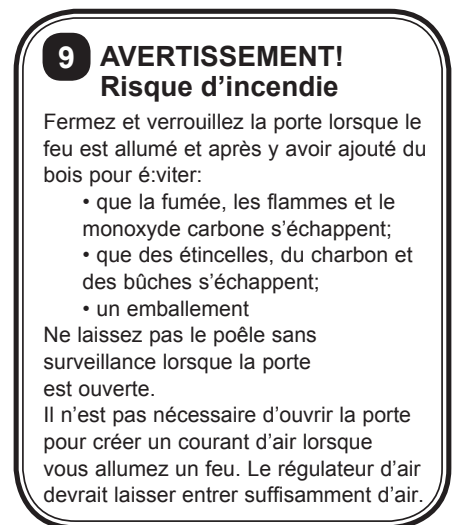 9 AVERTISSEMENT!
Risque d’incendie
Fermez et verrouillez la porte lorsque le
feu est allumé et après y avoir ajouté du
bois pour é:viter:
• que la fumée, les flammes et le
monoxyde carbone s’échappent;
• que des étincelles, du charbon et
des bûches s’échappent;
• un emballement
Ne laissez pas le poêle sans
surveillance lorsque la porte
est ouverte.
Il n’est pas nécessaire d’ouvrir la porte
pour créer un courant d’air lorsque
vous allumez un feu. Le régulateur d’air
devrait laisser entrer suffisamment d’air.